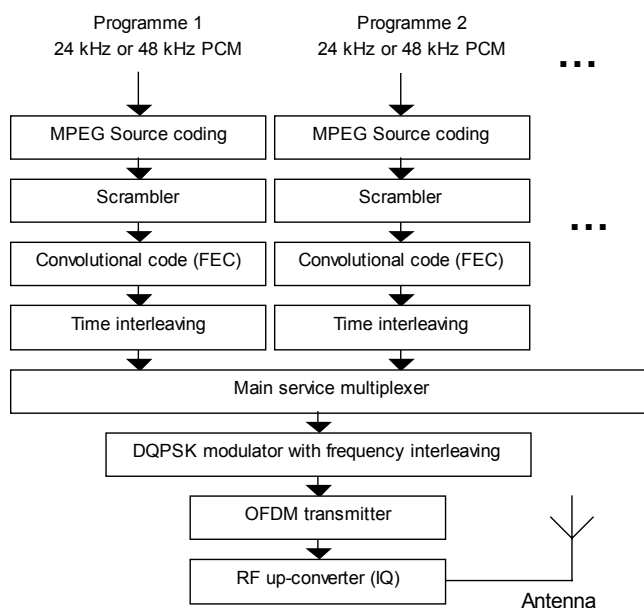 Programme 1
24 kHz or 48 kHz PCM
Programme 2
24 kHz or 48 kHz PCM
...
MPEG Source coding
MPEG Source coding
Scrambler
Scrambler
...
Convolutional code (FEC)
Convolutional code (FEC)
Time interleaving
Time interleaving
Main service multiplexer
DQPSK modulator with frequency interleaving
OFDM transmitter
RF up-converter (IQ)
Antenna